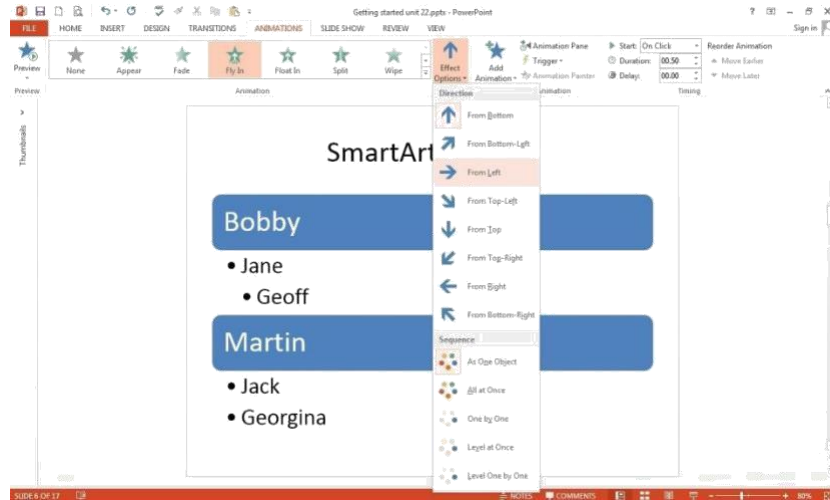 Getting started unit 22.ppts - PowerPoint
Sign in
FILE HOME INSERT DESIGN TRANSITIONS ANIMATIONS SLIDE SHOW REVIEW VIEW
Preview
None Appear Fade Fly In Float In Split Wipe
Effect Options
Add Animation
Animation Pane
Trigger
Animation Painter
Start: On Click
Duration: 00.50
Delay: 00.00
Reorder Animation
Move Earlier
Move Later
Preview
Animation
Timing
Thumbnails
SmartArt
Bobby
• Jane
• Geoff
Martin
• Jack
• Georgina
Direction
From Bottom
From Bottom-Left
From Left
From Top-Left
From Top
From Top-Right
From Right
From Bottom-Right
Sequence
As One Object
All at Once
One by One
Level at Once
Level One by One
SLIDE 6 OF 17
NOTES
COMMENTS
80%